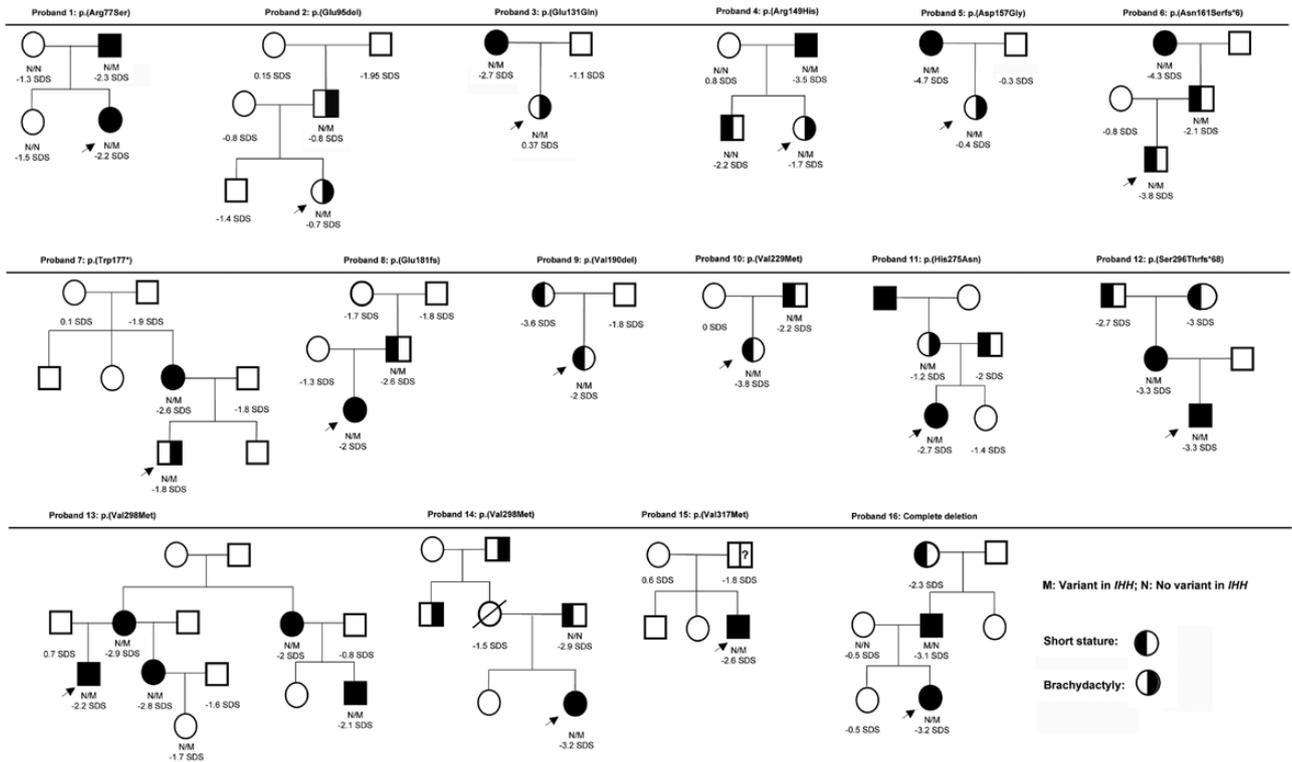 Proband 1: p.(Arg77Ser)
N/N
-1.3 SDS
N/M
-2.3 SDS
N/N
-1.5 SDS
N/M
-2.2 SDS
Proband 2: p.(Glu95del)
0.15 SDS
-1.95 SDS
-0.8 SDS
N/M
-0.8 SDS
-1.4 SDS
N/M
-0.7 SDS
Proband 3: p.(Glu131Gln)
N/M
-2.7 SDS
-1.1 SDS
N/M
0.37 SDS
Proband 4: p.(Arg149His)
N/N
0.8 SDS
N/M
-3.5 SDS
N/N
-2.2 SDS
N/M
-1.7 SDS
Proband 5: p.(Asp157Gly)
N/M
-4.7 SDS
-0.3 SDS
N/M
-0.4 SDS
Proband 6: p.(Asn161Serfs*6)
N/M
-4.3 SDS
-0.8 SDS
N/M
-2.1 SDS
N/M
-3.8 SDS
Proband 7: p.(Trp177*)
0.1 SDS
-1.9 SDS
N/M
-2.6 SDS
-1.8 SDS
N/M
-1.8 SDS
Proband 8: p.(Glu181fs)
-1.7 SDS
-1.8 SDS
-1.3 SDS
N/M
-2.6 SDS
N/M
-2 SDS
Proband 9: p.(Val190del)
-3.6 SDS
-1.8 SDS
N/M
-2 SDS
Proband 10: p.(Val229Met)
0 SDS
N/M
-2.2 SDS
N/M
-3.8 SDS
Proband 11: p.(His275Asn)
N/M
-1.2 SDS
-2 SDS
N/M
-2.7 SDS
-1.4 SDS
Proband 12: p.(Ser296Thrfs*68)
-2.7 SDS
-3 SDS
N/M
-3.3 SDS
N/M
-3.3 SDS
Proband 13: p.(Val298Met)
0.7 SDS
N/M
-2.9 SDS
N/M
-2 SDS
-0.8 SDS
N/M
-2.2 SDS
N/M
-2.8 SDS
-1.6 SDS
N/M
-2.1 SDS
N/M
-1.7 SDS
Proband 14: p.(Val298Met)
-1.5 SDS
N/N
-2.9 SDS
N/M
-3.2 SDS
Proband 15: p.(Val317Met)
?
0.6 SDS
-1.8 SDS
N/M
-2.6 SDS
Proband 16: Complete deletion
-2.3 SDS
N/N
-0.5 SDS
M/N
-3.1 SDS
-0.5 SDS
N/M
-3.2 SDS
M: Variant in IHH; N: No variant in IHH
Short stature:
Brachydactyly: